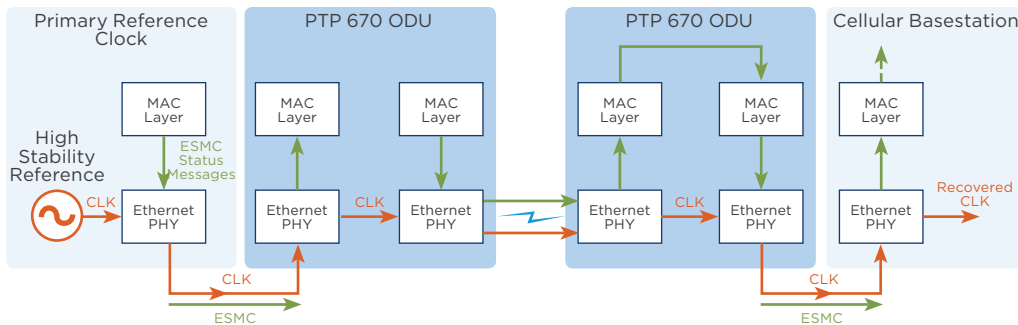 Primary Reference
Clock
PTP 670 ODU
PTP 670 ODU
Cellular Basestation
MAC
Layer
MAC
Layer
MAC
Layer
MAC
Layer
MAC
Layer
MAC
Layer
High
Stability
Reference
ESMC
Status
Messages
CLK
Ethernet
PHY
Ethernet
PHY
CLK
Ethernet
PHY
Ethernet
PHY
CLK
Ethernet
PHY
Ethernet
PHY
Recovered
CLK
CLK
ESMC
CLK
ESMC